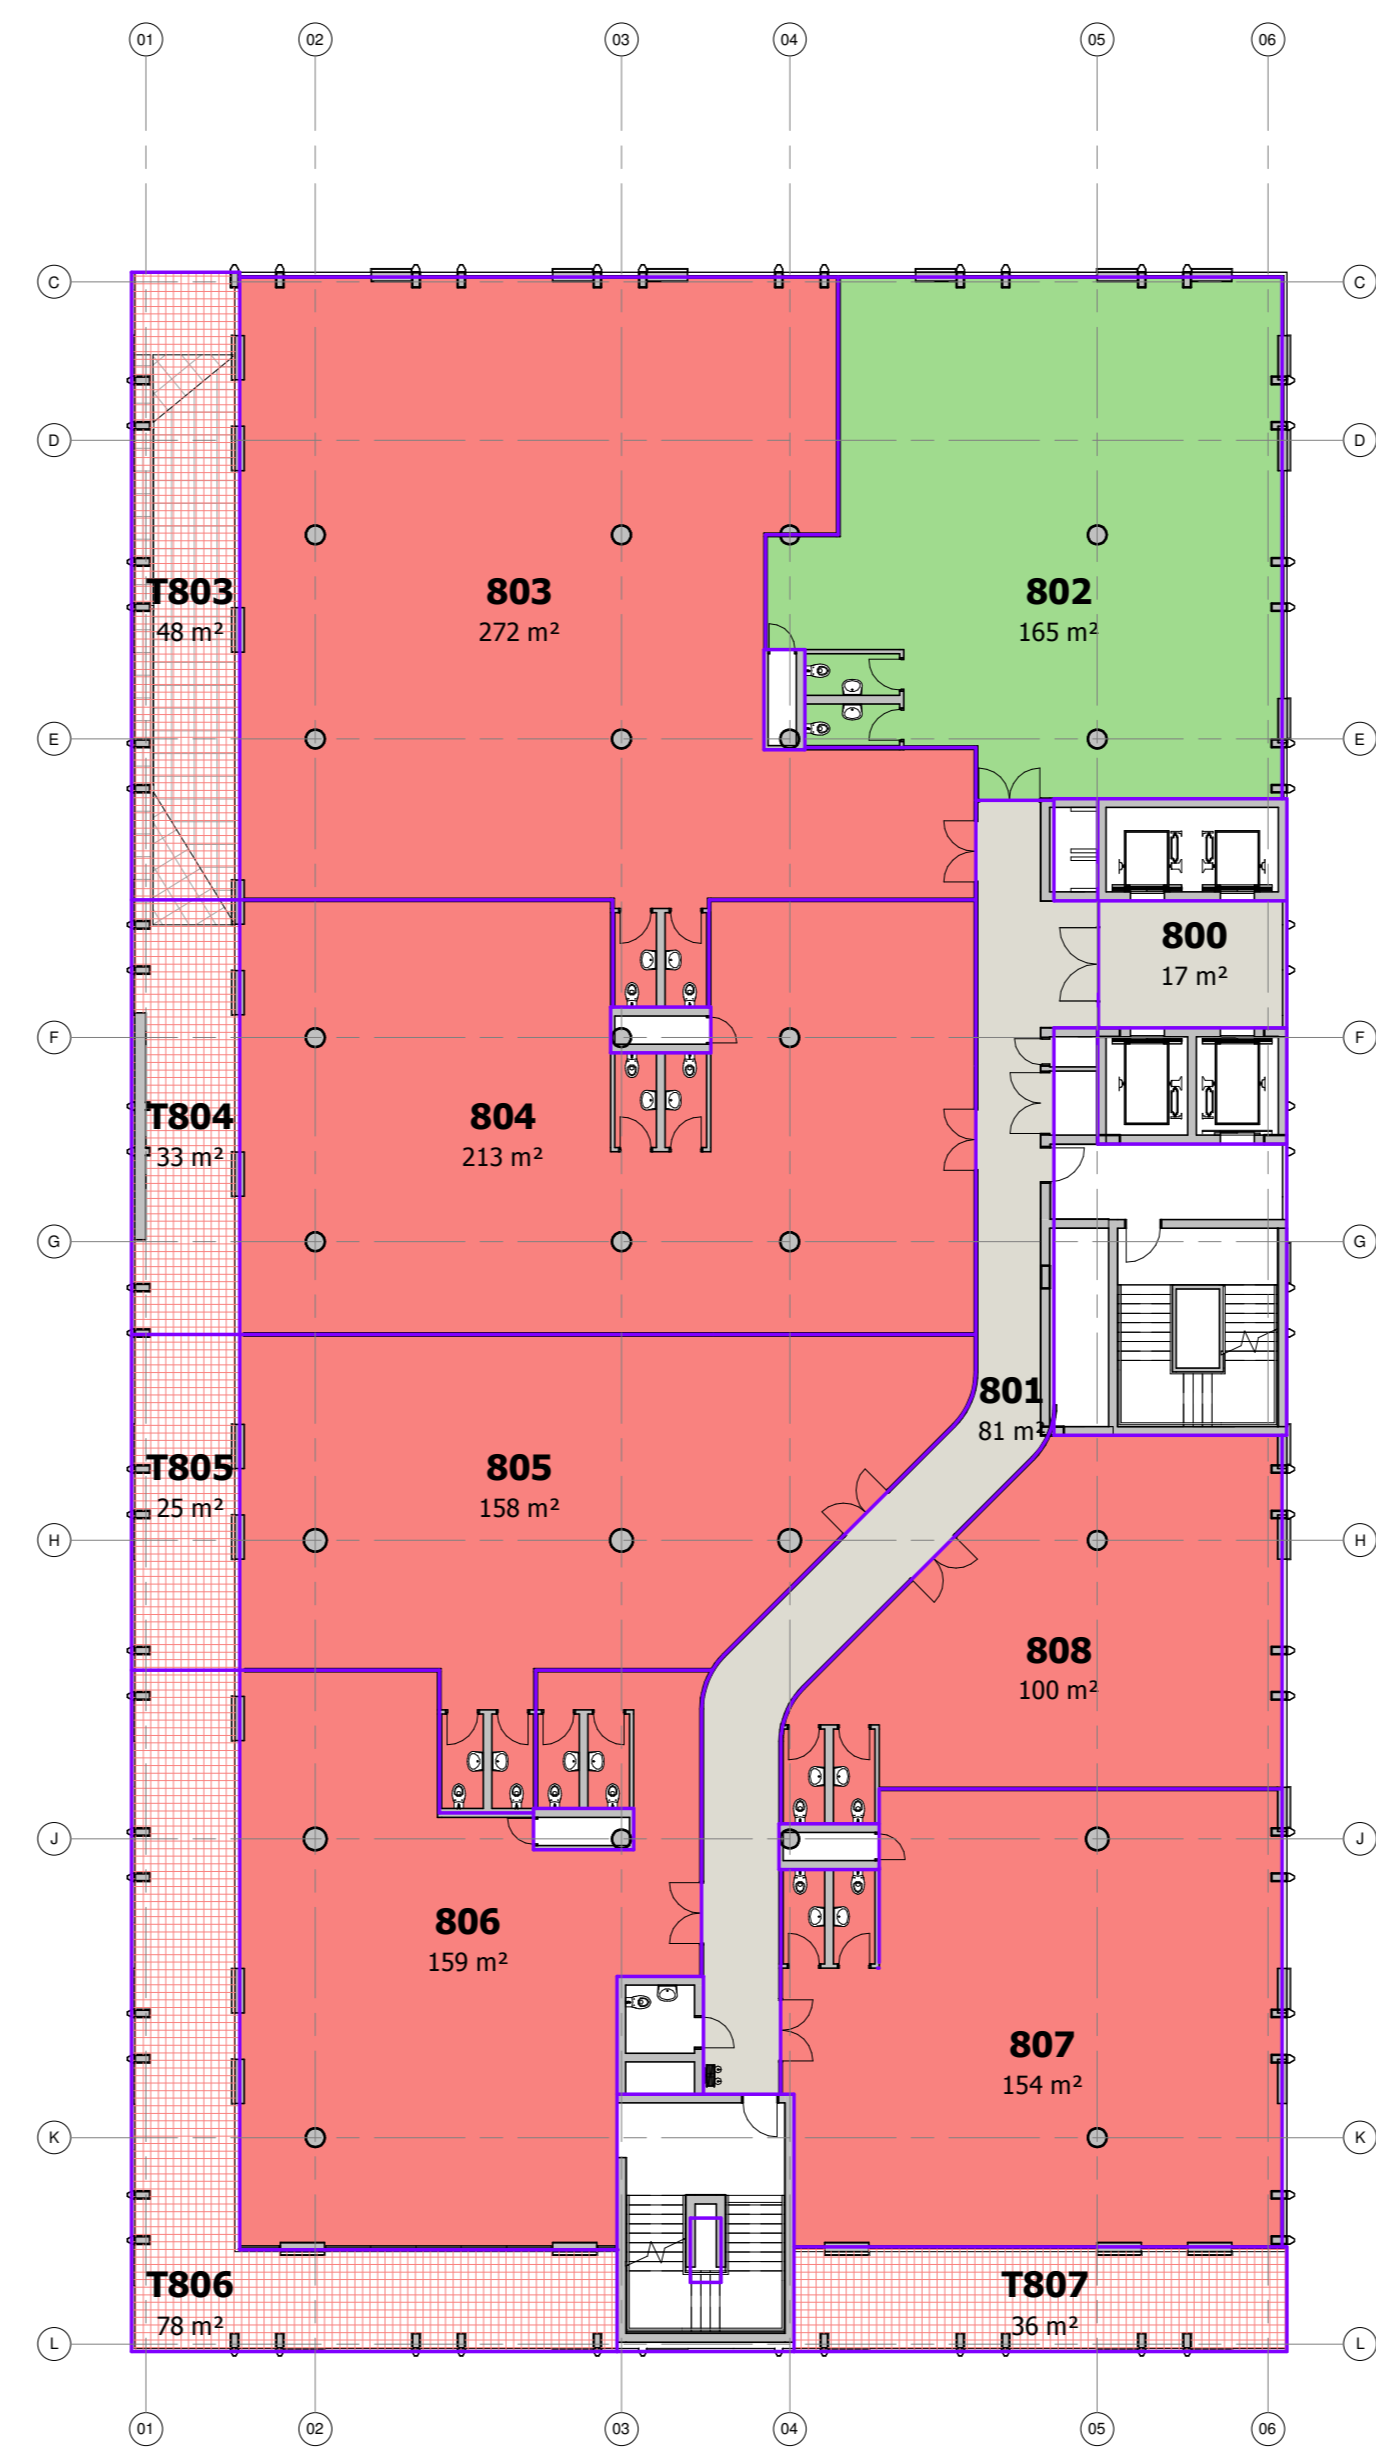 01 02 03 04 05 06
C C
D D
T803 803 802
48 m² 272 m² 165 m²
E E
800
17 m²
F F
T804 804
33 m² 213 m²
G G
801
81 m²
T805 805
25 m² 158 m²
H H
808
100 m²
J J
806
159 m²
807
154 m²
K K
T806 T807
78 m² 36 m²
L L
01 02 03 04 05 06